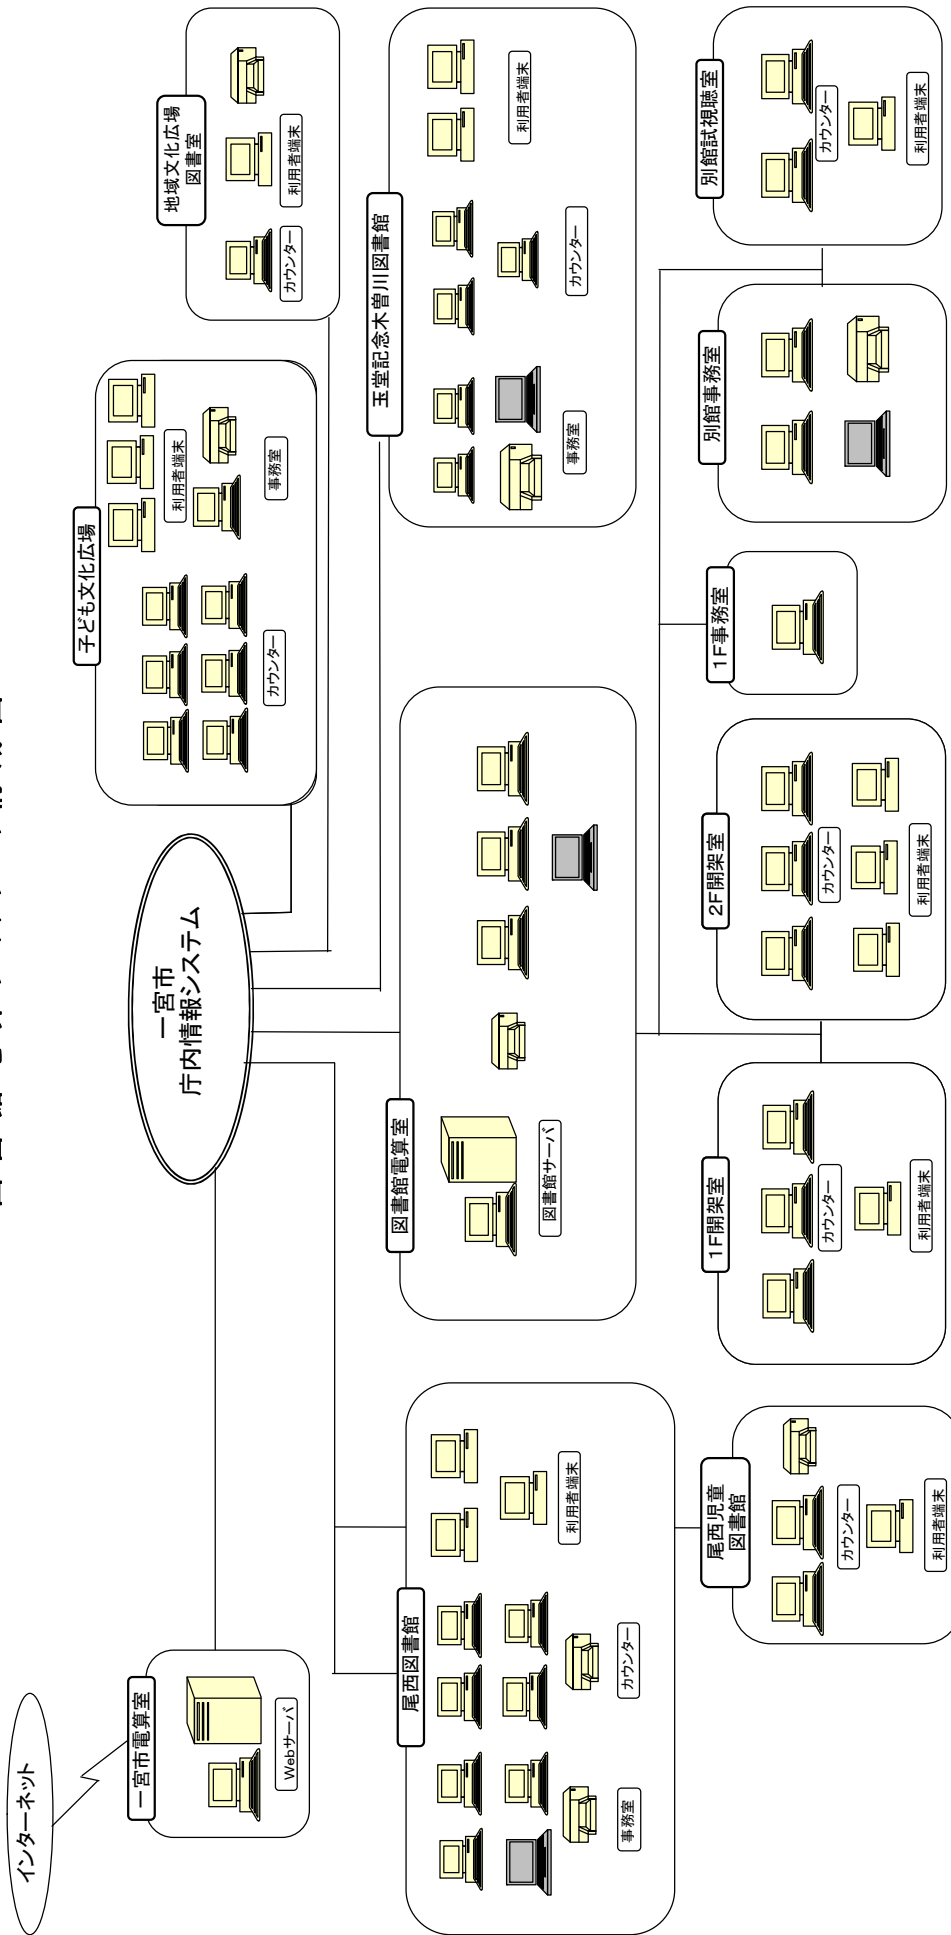 インターネット
一宮市電算室
Webサーバ
一宮市
庁内情報システム
子ども文化広場
カウンター
利用者端末
事務室
地域文化広場
図書室
カウンター
利用者端末
尾西図書館
事務室
カウンター
利用者端末
図書館電算室
図書館サーバ
玉堂記念木曽川図書館
事務室
カウンター
利用者端末
尾西児童
図書館
カウンター
利用者端末
1F開架室
カウンター
利用者端末
2F開架室
カウンター
利用者端末
1F事務室
別館事務室
別館試視聴室
カウンター
利用者端末